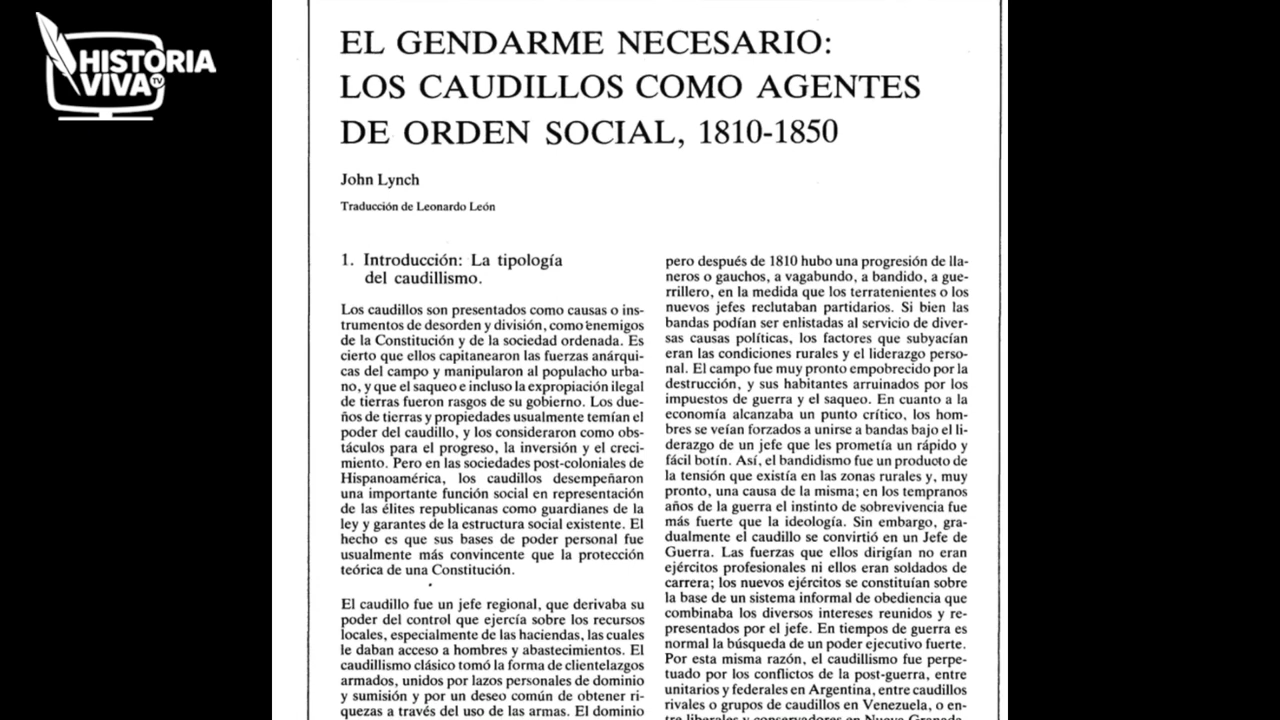 HISTORIA
VIVA TV
EL GENDARME NECESARIO:
LOS CAUDILLOS COMO AGENTES
DE ORDEN SOCIAL, 1810-1850
John Lynch
Traducción de Leonardo León
1. Introducción: La tipología
del caudillismo.
Los caudillos son presentados como causas o ins-
trumentos de desorden y división, como enemigos
de la Constitución y de la sociedad ordenada. Es
cierto que ellos capitanearon las fuerzas anárqui-
cas del campo y manipularon al populacho urba-
no, y que el saqueo e incluso la expropiación ilegal
de tierras fueron rasgos de su gobierno. Los due-
ños de tierras y propiedades usualmente temían el
poder del caudillo, y los consideraron como obs-
táculos para el progreso, la inversión y el creci-
miento. Pero en las sociedades post-coloniales de
Hispanoamérica, los caudillos desempeñaron
una importante función social en representación
de las élites republicanas como guardianes de la
ley y garantes de la estructura social existente. El
hecho es que sus bases de poder personal fue
usualmente más convincente que la protección
teórica de una Constitución.
El caudillo fue un jefe regional, que derivaba su
poder del control que ejercía sobre los recursos
locales, especialmente de las haciendas, las cuales
le daban acceso a hombres y abastecimientos. El
caudillismo clásico tomó la forma de clientelazgos
armados, unidos por lazos personales de dominio
y sumisión y por un deseo común de obtener ri-
quezas a través del uso de las armas. El dominio
pero después de 1810 hubo una progresión de lla-
neros o gauchos, a vagabundo, a bandido, a gue-
rrillero, en la medida que los terratenientes o los
nuevos jefes reclutaban partidarios. Si bien las
bandas podían ser enlistadas al servicio de diver-
sas causas políticas, los factores que subyacían
eran las condiciones rurales y el liderazgo perso-
nal. El campo fue muy pronto empobrecido por la
destrucción, y sus habitantes arruinados por los
impuestos de guerra y el saqueo. En cuanto a la
economía alcanzaba un punto crítico, los hom-
bres se veían forzados a unirse a bandas bajo el li-
derazgo de un jefe que les prometía un rápido y
fácil botín. Así, el bandidismo fue un producto de
la tensión que existía en las zonas rurales y, muy
pronto, una causa de la misma; en los tempranos
años de la guerra el instinto de sobrevivencia fue
más fuerte que la ideología. Sin embargo, gra-
dualmente el caudillo se convirtió en un Jefe de
Guerra. Las fuerzas que ellos dirigían no eran
ejércitos profesionales ni ellos eran soldados de
carrera; los nuevos ejércitos se constituían sobre
la base de un sistema informal de obediencia que
combinaba los diversos intereses reunidos y re-
presentados por el jefe. En tiempos de guerra es
normal la búsqueda de un poder ejecutivo fuerte.
Por esta misma razón, el caudillismo fue perpe-
tuado por los conflictos de la post-guerra, entre
unitarios y federales en Argentina, entre caudillos
rivales o grupos de caudillos en Venezuela, o en-
tre liberales y conservadores en Nueva Granada.